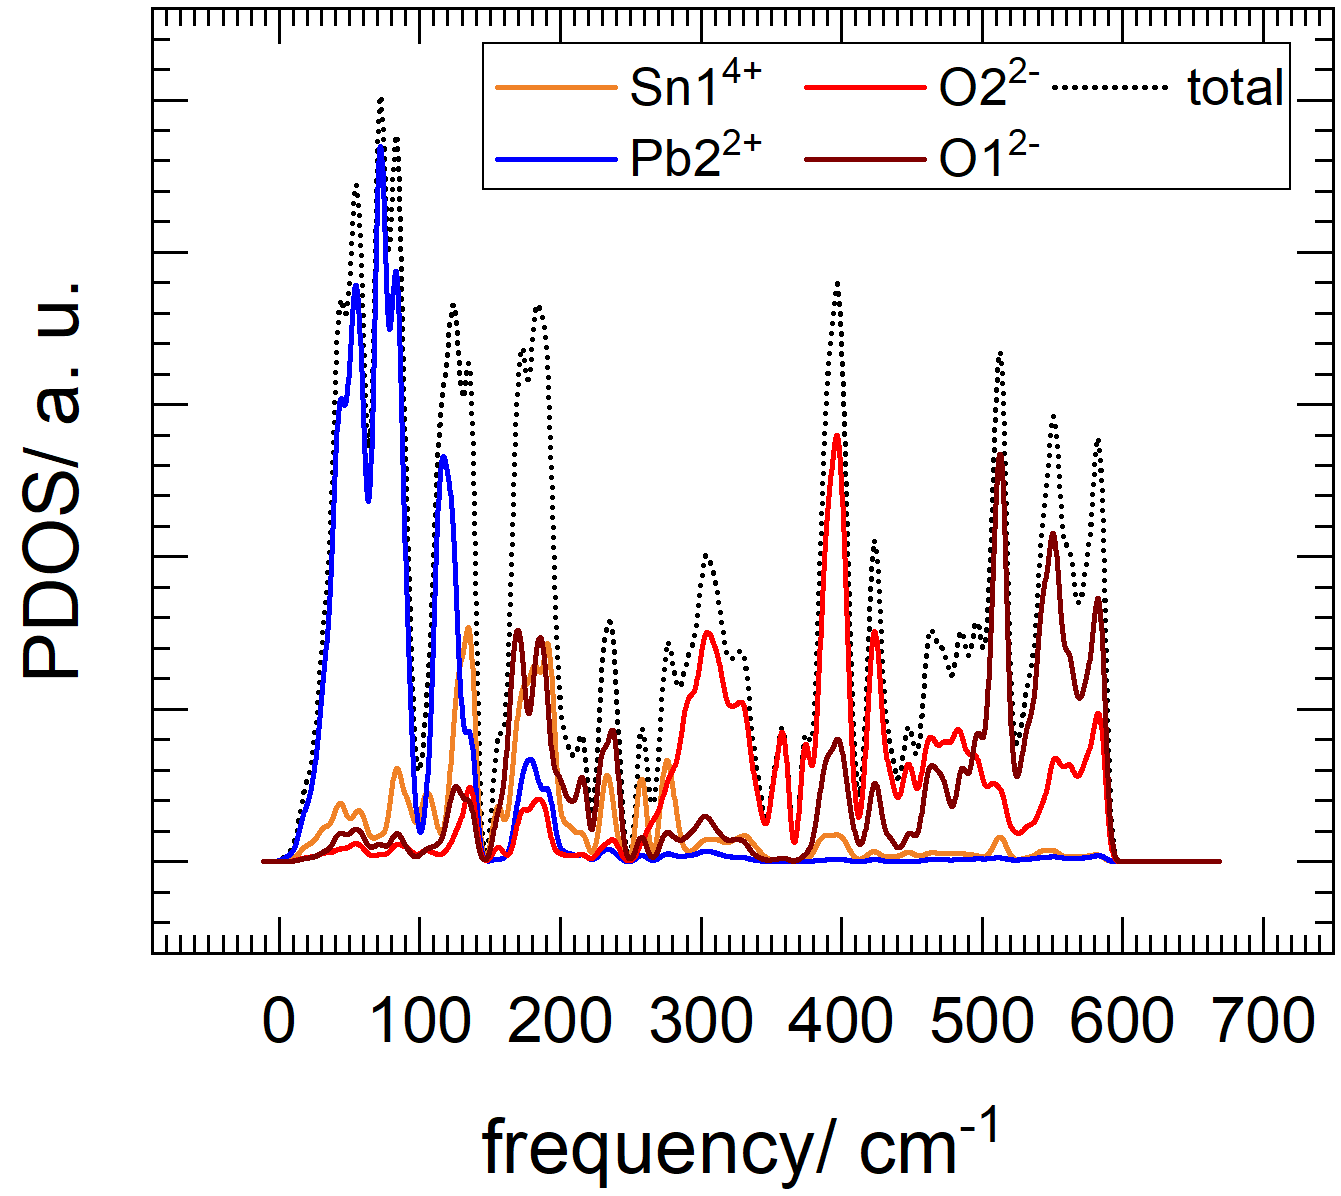 Sn1⁴⁺ O2²⁻ total
Pb2²⁺ O1²⁻
PDOS/ a. u.
0 100 200 300 400 500 600 700
frequency/ cm⁻¹